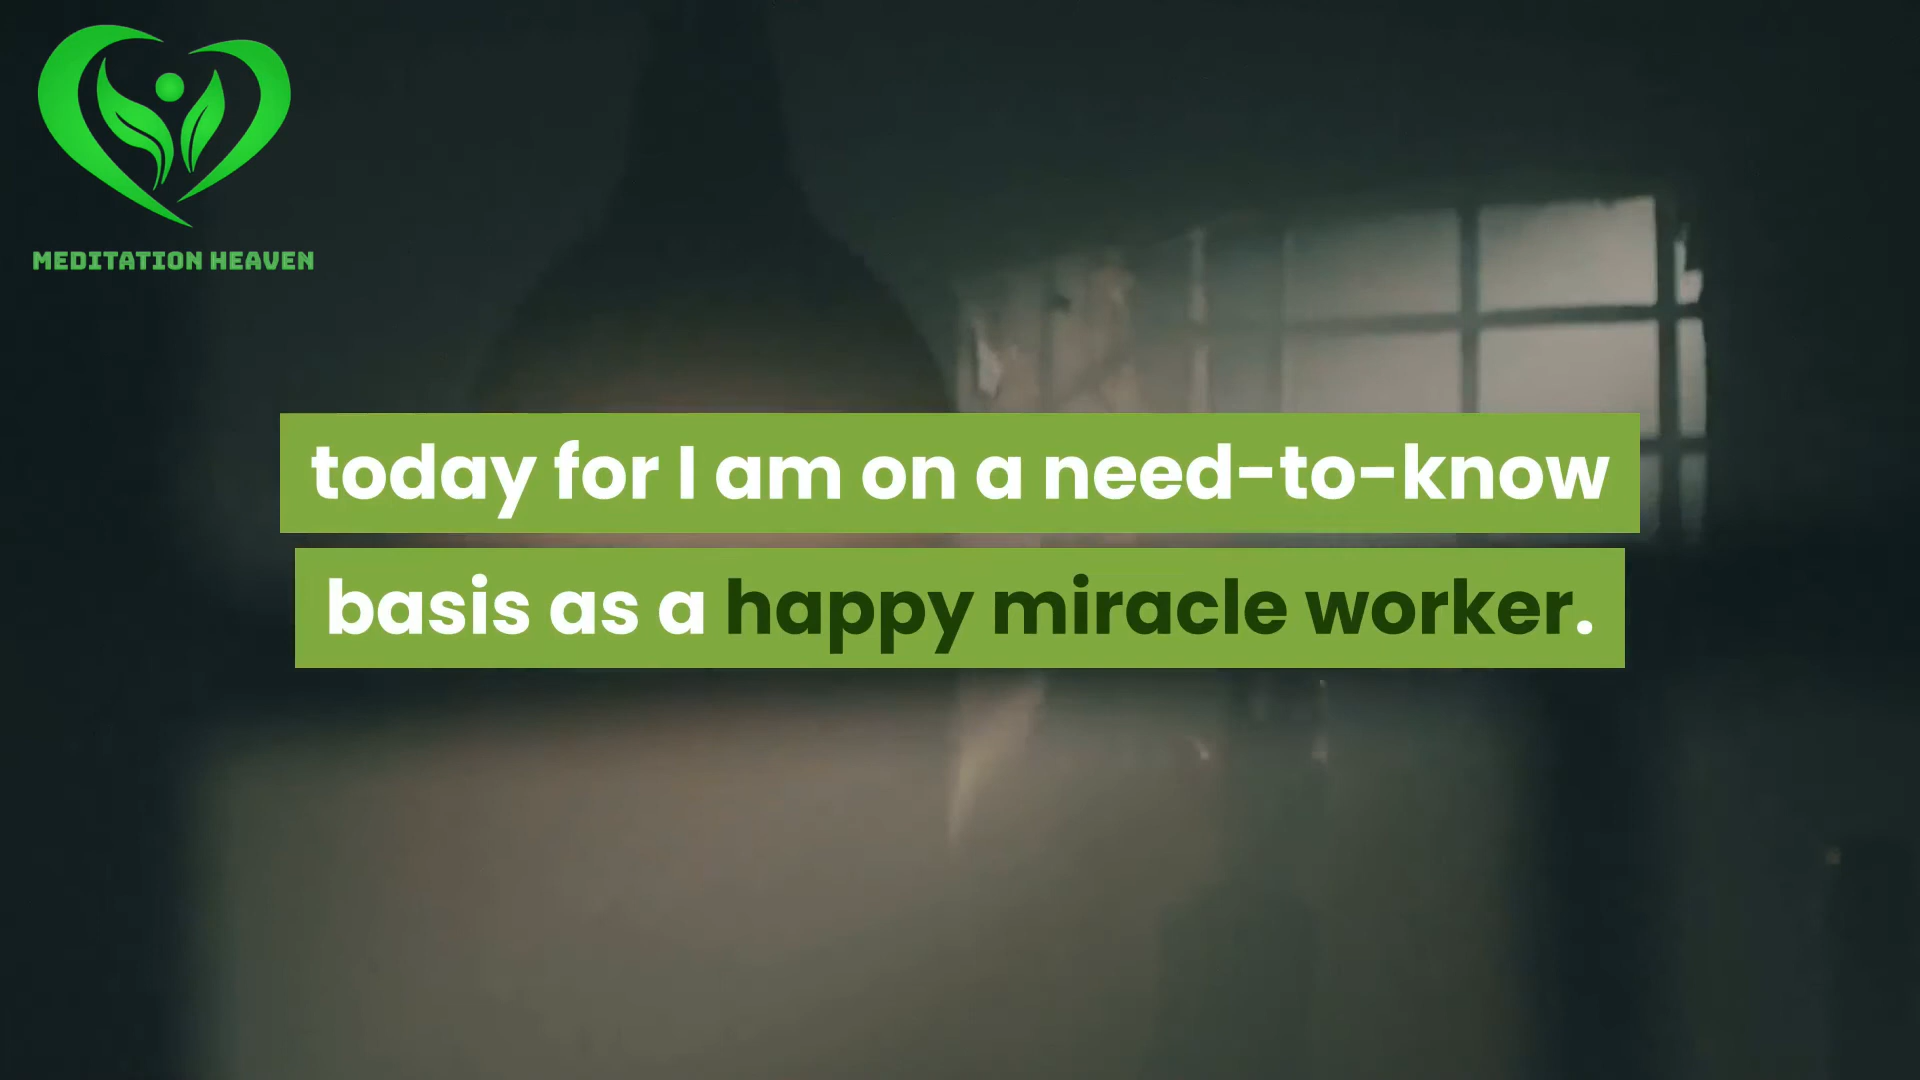 MEDITATION HEAVEN
today for I am on a need-to-know
basis as a happy miracle worker.